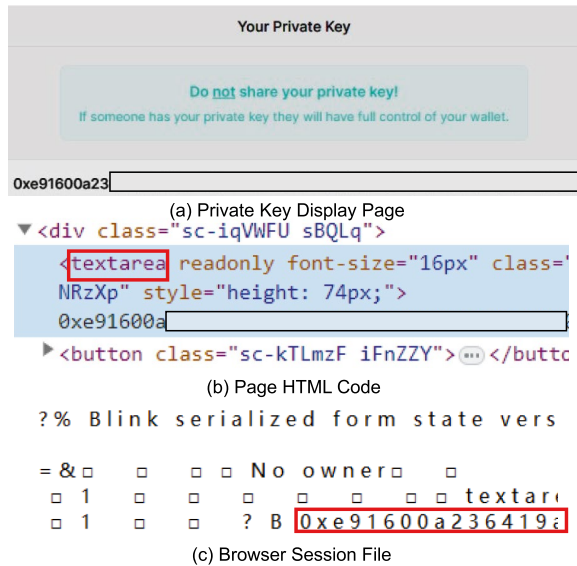 Your Private Key
Do not share your private key!
If someone has your private key they will have full control of your wallet.
0xe91600a23
(a) Private Key Display Page
▼<div class="sc-iqVWFU sBQLq">
<textarea readonly font-size="16px" class="
NRzXp" style="height: 74px;">
0xe91600a
▶<button class="sc-kTLmzF iFnZZY">…</butto
(b) Page HTML Code
?% Blink serialized form state vers
=&□ □ □ □ No owner□ □
□ 1 □ □ □ □ □ □ □ textar
□ 1 □ □ ? B 0xe91600a236419a
(c) Browser Session File